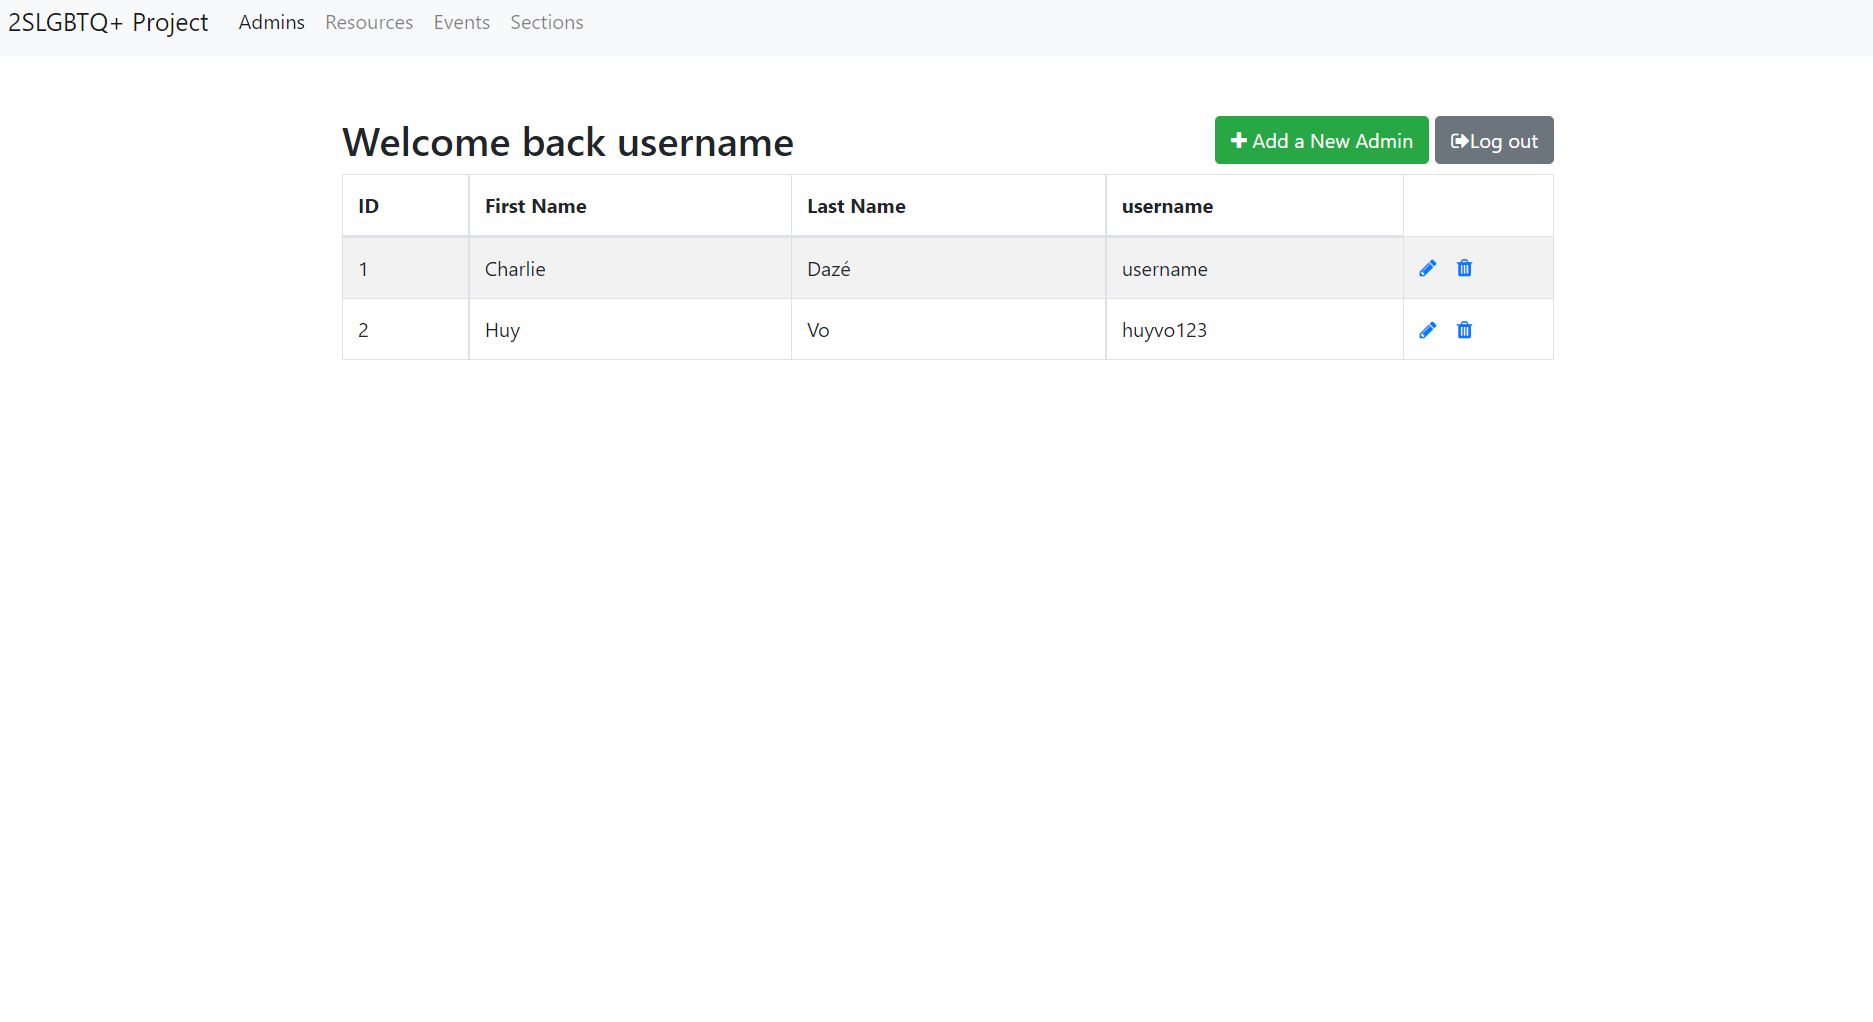 2SLGBTQ+ Project Admins Resources Events Sections
Welcome back username Add a New Admin Log out
ID First Name Last Name username
1 Charlie Dazé username
2 Huy Vo huyvo123